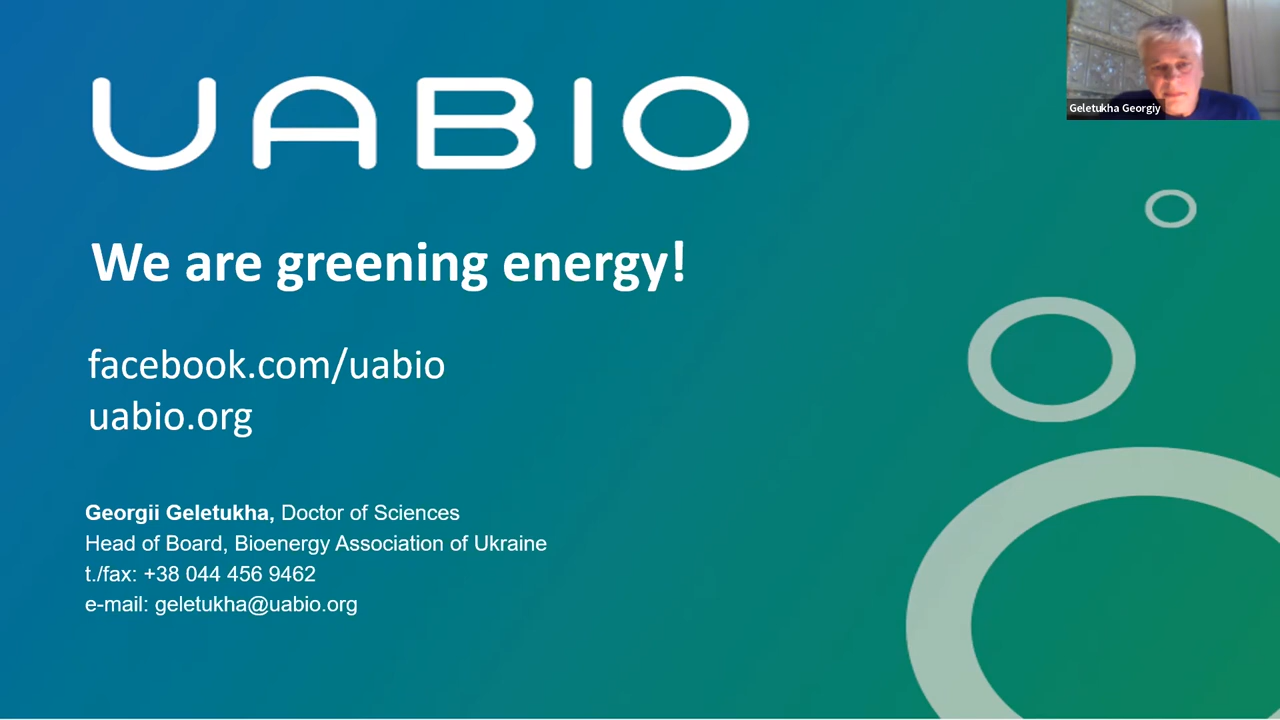 UABIO
Geletukha Georgiy
We are greening energy!
facebook.com/uabio
uabio.org
Georgii Geletukha, Doctor of Sciences
Head of Board, Bioenergy Association of Ukraine
t./fax: +38 044 456 9462
e-mail: geletukha@uabio.org